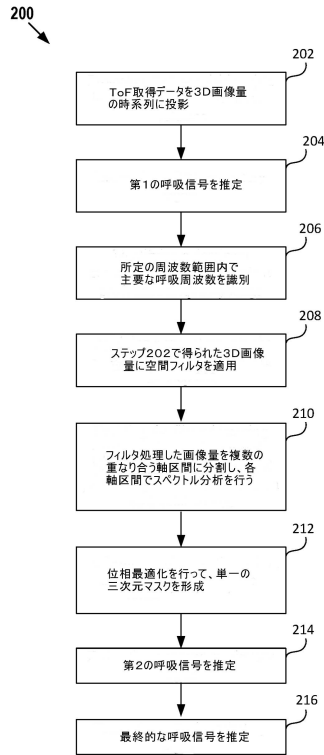 200
202
ToF取得データを3D画像量
の時系列に投影
204
第1の呼吸信号を推定
206
所定の周波数範囲内で
主要な呼吸周波数を識別
208
ステップ202で得られた3D画像
量に空間フィルタを適用
210
フィルタ処理した画像量を複数の
重なり合う軸区間に分割し、各
軸区間でスペクトル分析を行う
212
位相最適化を行って、単一の
三次元マスクを形成
214
第2の呼吸信号を推定
216
最終的な呼吸信号を推定